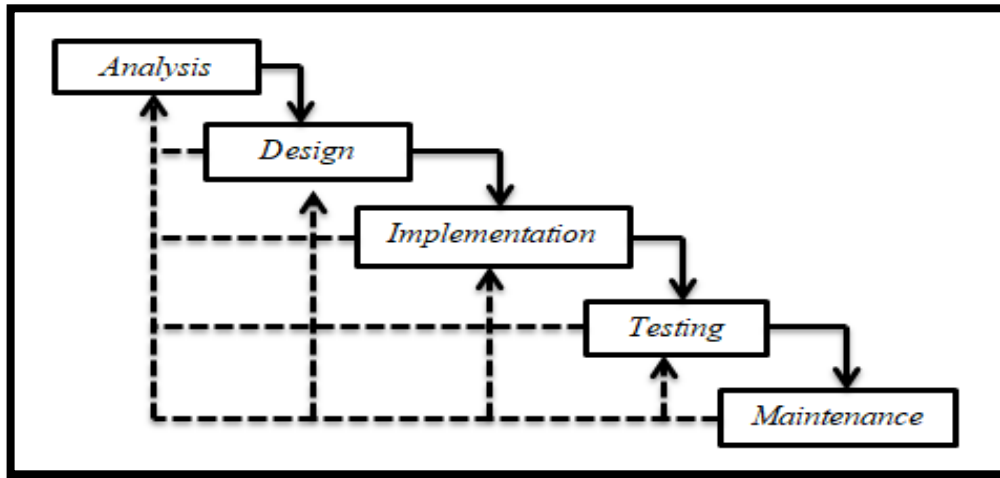 Analysis
Design
Implementation
Testing
Maintenance